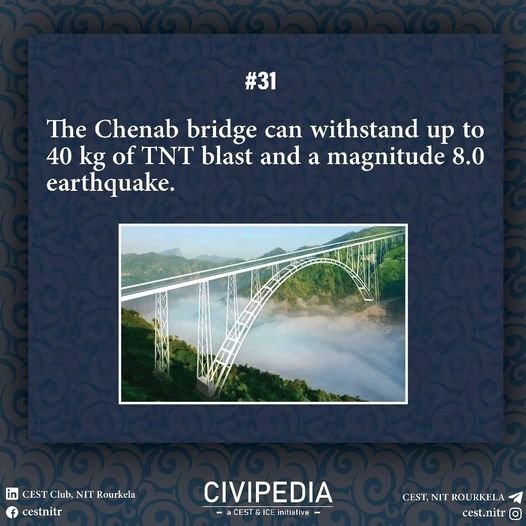 #31
The Chenab bridge can withstand up to
40 kg of TNT blast and a magnitude 8.0
earthquake.
CEST Club, NIT Rourkela
cestnitr
CIVIPEDIA
– a CEST & ICE initiative –
CEST, NIT ROURKELA
cest.nitr